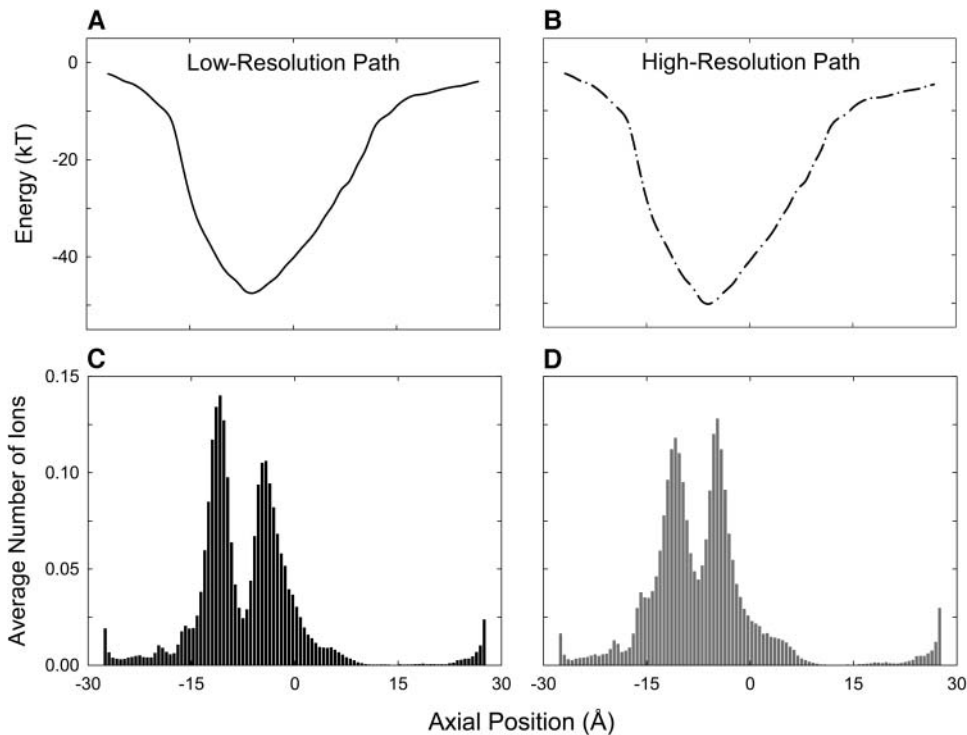 A
B
Low-Resolution Path
High-Resolution Path
0
-20
-40
Energy (kT)
C
D
0.15
0.10
0.05
0.00
Average Number of Ions
-30 -15 0 15 30
-30 -15 0 15 30
Axial Position (Å)